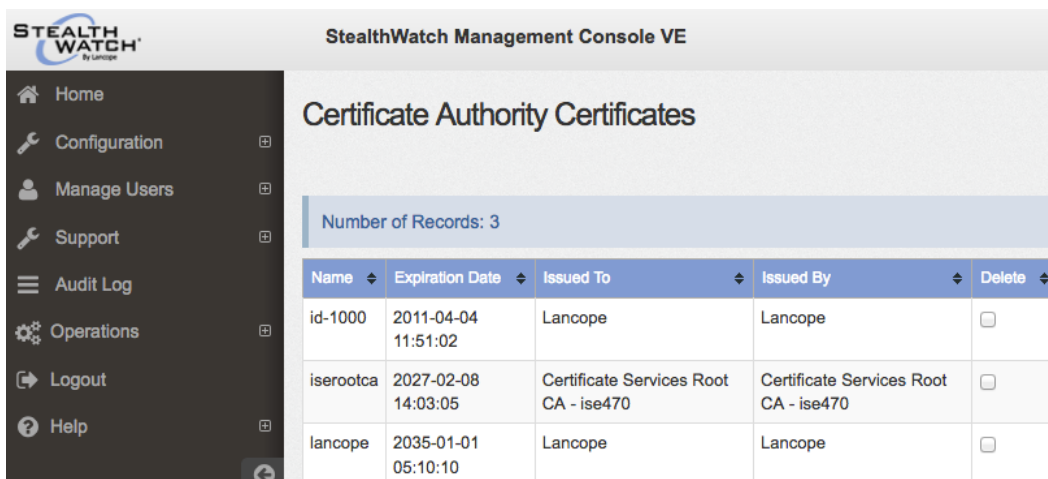 STEALTH
WATCH
By Lancope
StealthWatch Management Console VE
Home
Configuration
Manage Users
Support
Audit Log
Operations
Logout
Help
Certificate Authority Certificates
Number of Records: 3
Name Expiration Date Issued To Issued By Delete
id-1000 2011-04-04 Lancope Lancope
11:51:02
iserootca 2027-02-08 Certificate Services Root Certificate Services Root
14:03:05 CA - ise470 CA - ise470
lancope 2035-01-01 Lancope Lancope
05:10:10